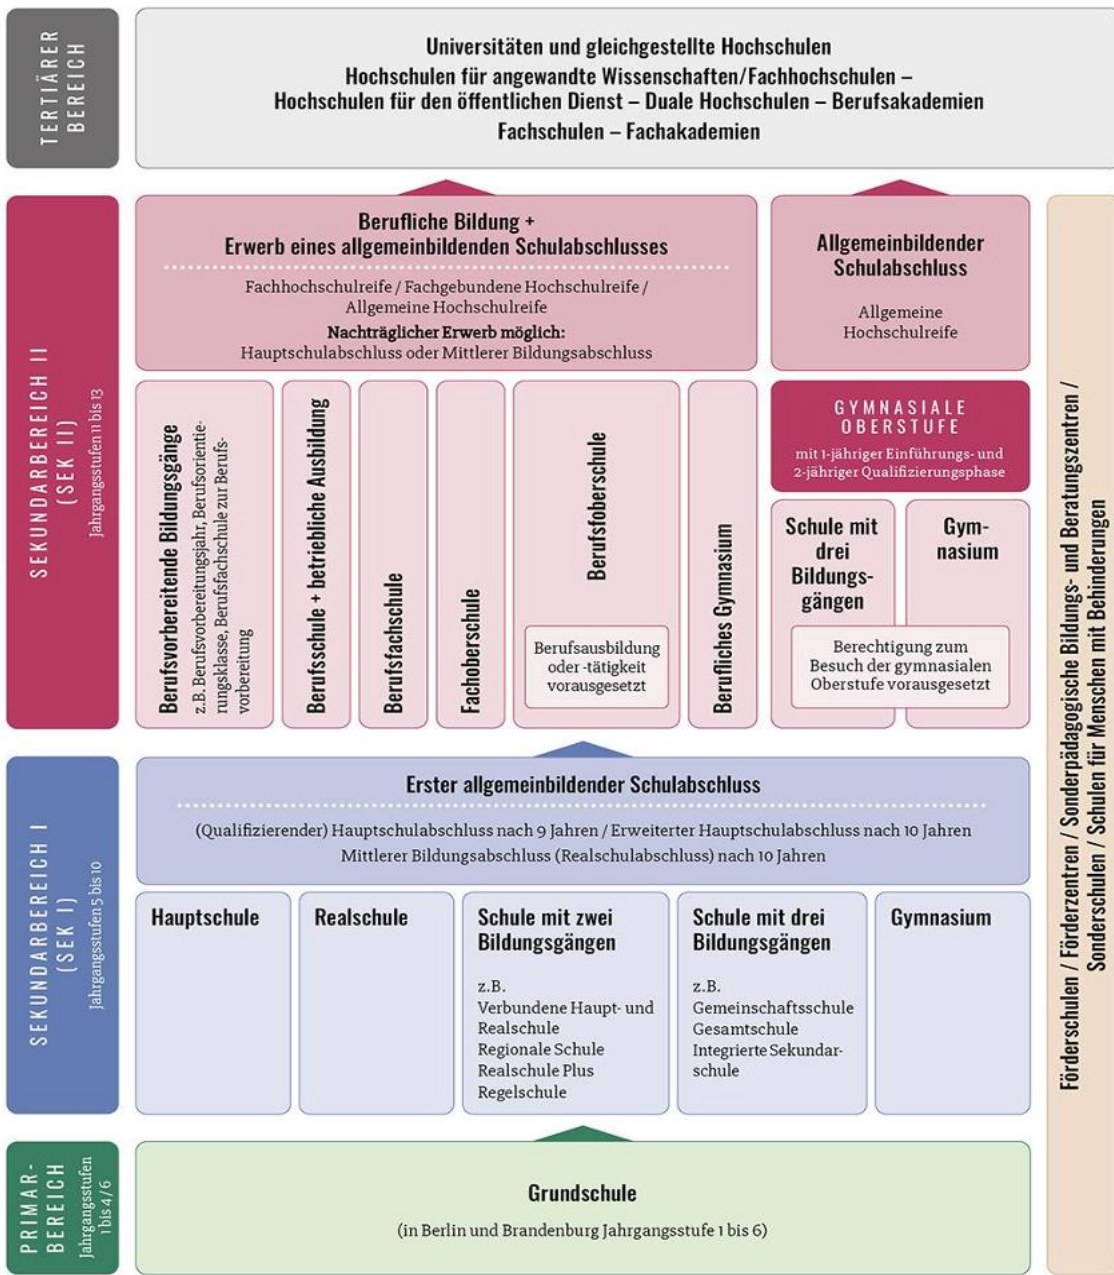 TERTIÄRER
BEREICH
Universitäten und gleichgestellte Hochschulen
Hochschulen für angewandte Wissenschaften/Fachhochschulen –
Hochschulen für den öffentlichen Dienst – Duale Hochschulen – Berufsakademien
Fachschulen – Fachakademien
SEKUNDARBEREICH II
(SEK II)
Jahrgangsstufen 11 bis 13
Berufliche Bildung +
Erwerb eines allgemeinbildenden Schulabschlusses
Fachhochschulreife / Fachgebundene Hochschulreife /
Allgemeine Hochschulreife
Nachträglicher Erwerb möglich:
Hauptschulabschluss oder Mittlerer Bildungsabschluss
Allgemeinbildender
Schulabschluss
Allgemeine
Hochschulreife
Berufsvorbereitende Bildungsgänge
z.B. Berufsvorbereitungsjahr, Berufsorientie-
rungsklasse, Berufsfachschule zur Berufs-
vorbereitung
Berufsschule + betriebliche Ausbildung
Berufsfachschule
Fachoberschule
Berufsfoberschule
Berufsausbildung
oder -tätigkeit
vorausgesetzt
Berufliches Gymnasium
GYMNASIALE
OBERSTUFE
mit 1-jähriger Einführungs- und
2-jähriger Qualifizierungsphase
Schule mit
drei
Bildungs-
gängen
Gym-
nasium
Berechtigung zum
Besuch der gymnasialen
Oberstufe vorausgesetzt
Förderschulen / Förderzentren / Sonderpädagogische Bildungs- und Beratungszentren /
Sonderschulen / Schulen für Menschen mit Behinderungen
SEKUNDARBEREICH I
(SEK I)
Jahrgangsstufen 5 bis 10
Erster allgemeinbildender Schulabschluss
(Qualifizierender) Hauptschulabschluss nach 9 Jahren / Erweiterter Hauptschulabschluss nach 10 Jahren
Mittlerer Bildungsabschluss (Realschulabschluss) nach 10 Jahren
Hauptschule
Realschule
Schule mit zwei
Bildungsgängen
z.B.
Verbundene Haupt- und
Realschule
Regionale Schule
Realschule Plus
Regelschule
Schule mit drei
Bildungsgängen
z.B.
Gemeinschaftsschule
Gesamtschule
Integrierte Sekundar-
schule
Gymnasium
PRIMAR-
BEREICH
Jahrgangsstufen
1 bis 4 / 6
Grundschule
(in Berlin und Brandenburg Jahrgangsstufe 1 bis 6)